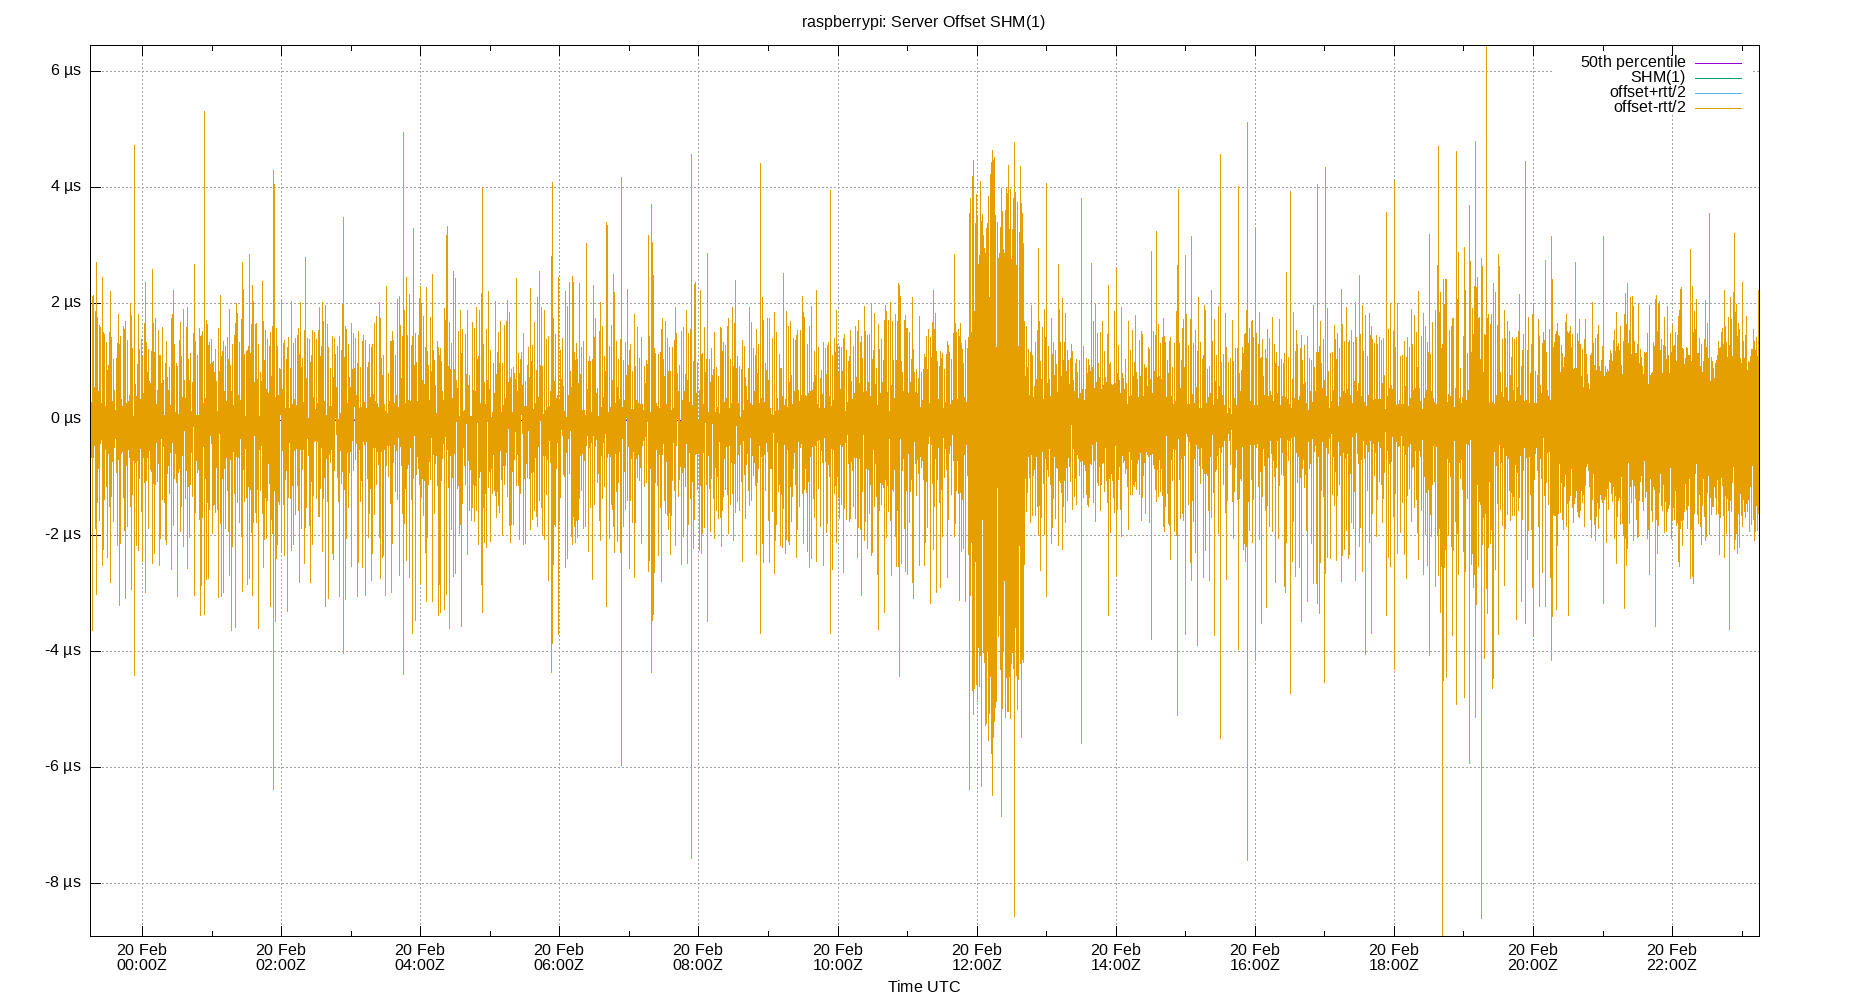 raspberrypi: Server Offset SHM(1)
50th percentile
SHM(1)
offset+rtt/2
offset-rtt/2
6 µs
4 µs
2 µs
0 µs
-2 µs
-4 µs
-6 µs
-8 µs
20 Feb 20 Feb 20 Feb 20 Feb 20 Feb 20 Feb 20 Feb 20 Feb 20 Feb 20 Feb 20 Feb 20 Feb
00:00Z 02:00Z 04:00Z 06:00Z 08:00Z 10:00Z 12:00Z 14:00Z 16:00Z 18:00Z 20:00Z 22:00Z
Time UTC